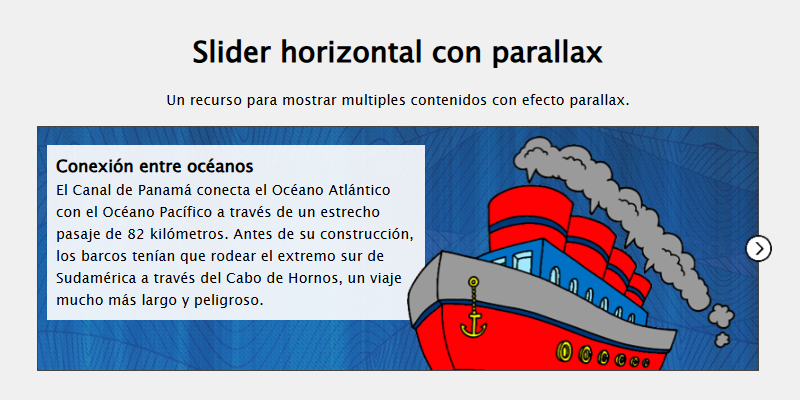 Slider horizontal con parallax
Un recurso para mostrar multiples contenidos con efecto parallax.
Conexión entre océanos
El Canal de Panamá conecta el Océano Atlántico
con el Océano Pacífico a través de un estrecho
pasaje de 82 kilómetros. Antes de su construcción,
los barcos tenían que rodear el extremo sur de
Sudamérica a través del Cabo de Hornos, un viaje
mucho más largo y peligroso.